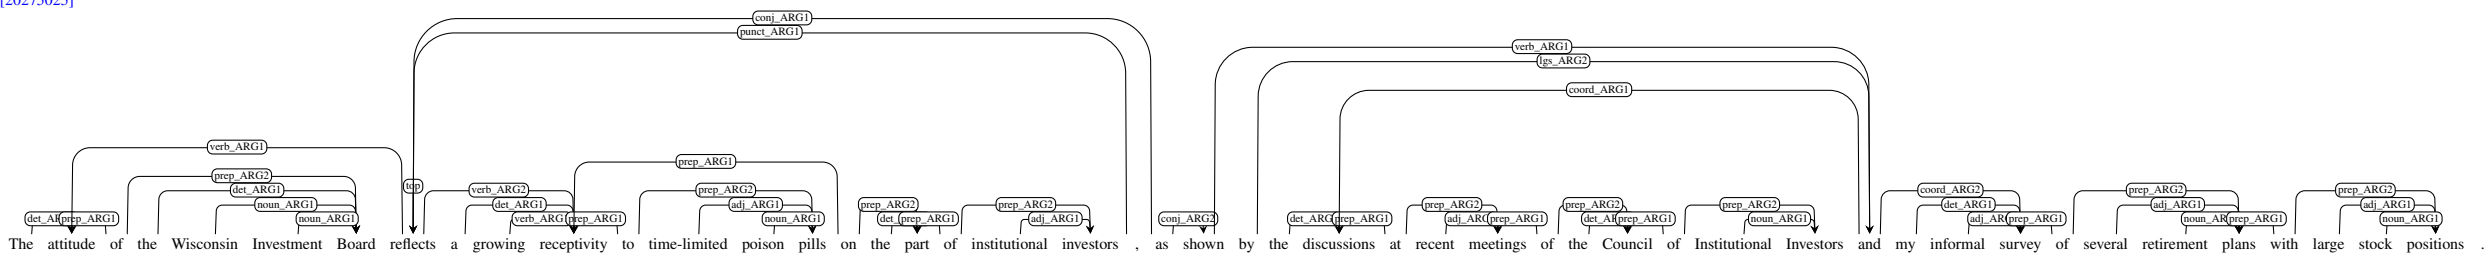 [20275025]
conj_ARG1
punct_ARG1
verb_ARG1
lgs_ARG2
coord_ARG1
verb_ARG1
prep_ARG1
prep_ARG2
top
det_ARG1 verb_ARG2 prep_ARG2 coord_ARG2 prep_ARG2 prep_ARG2
noun_ARG1 det_ARG1 adj_ARG1 prep_ARG2 prep_ARG2 prep_ARG2 prep_ARG2 prep_ARG2 det_ARG1 adj_ARG1 adj_ARG1
prep_ARG1 noun_ARG1 prep_ARG1 noun_ARG1 prep_ARG1 adj_ARG1 conj_ARG2 prep_ARG1 prep_ARG1 prep_ARG1 noun_ARG1 prep_ARG1 prep_ARG1 noun_ARG1
The attitude of the Wisconsin Investment Board reflects a growing receptivity to time-limited poison pills on the part of institutional investors , as shown by the discussions at recent meetings of the Council of Institutional Investors and my informal survey of several retirement plans with large stock positions .